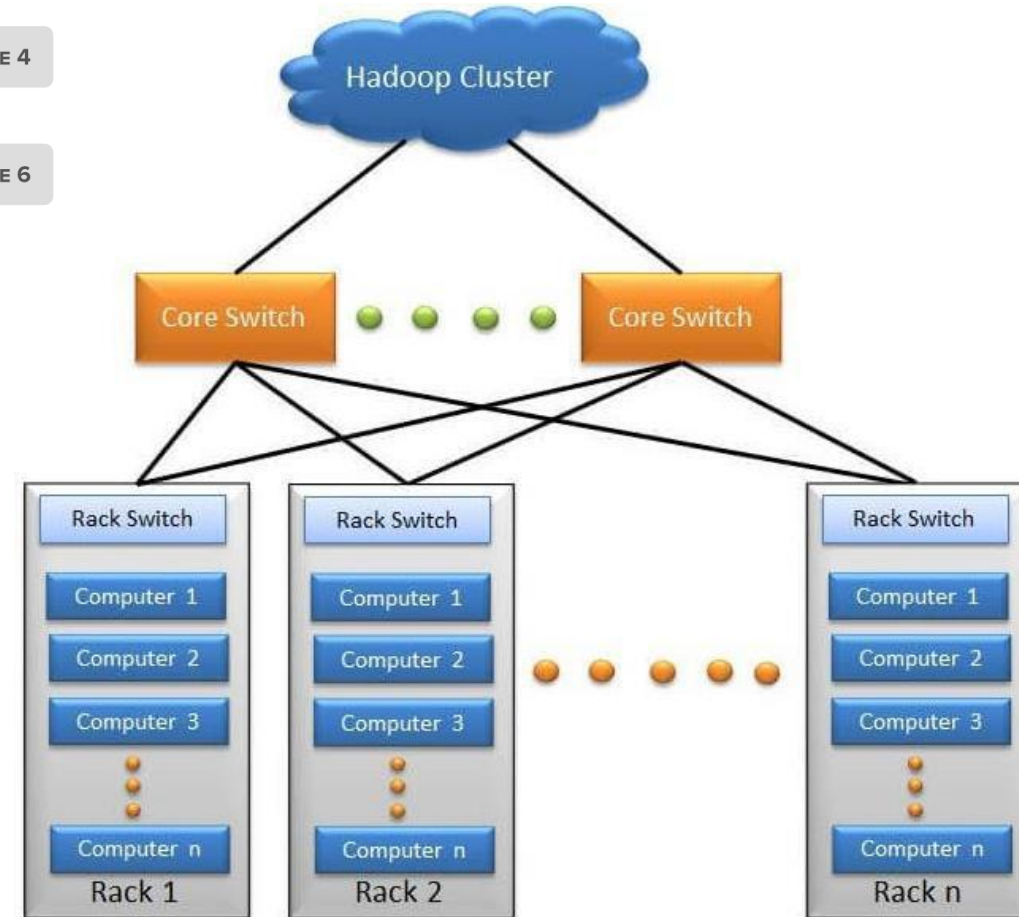 E 4
Hadoop Cluster
E 6
Core Switch Core Switch
Rack Switch Rack Switch Rack Switch
Computer 1 Computer 1 Computer 1
Computer 2 Computer 2 Computer 2
Computer 3 Computer 3 Computer 3
Computer n Computer n Computer n
Rack 1 Rack 2 Rack n